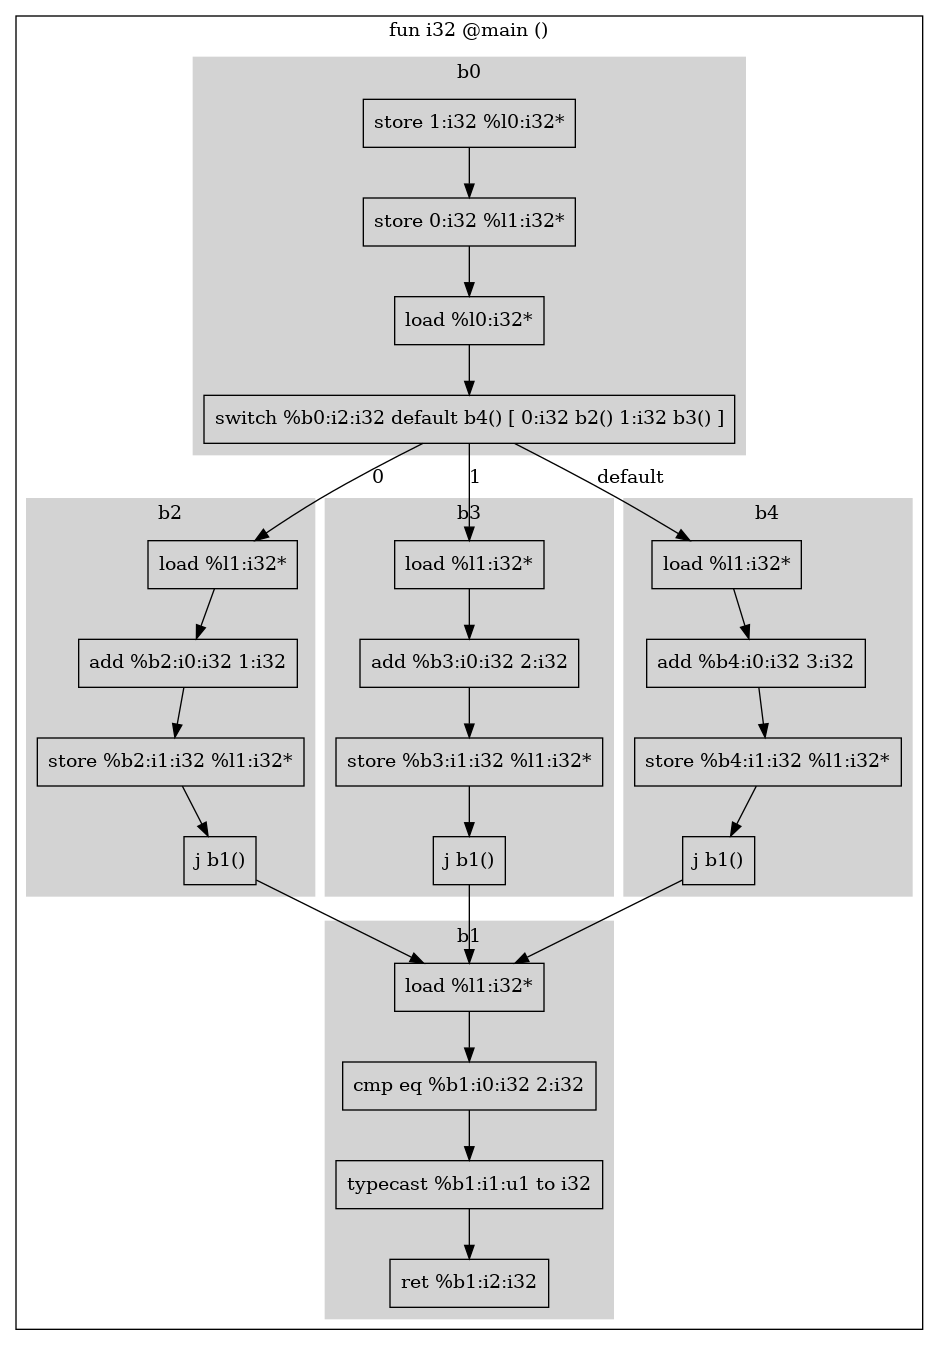 fun i32 @main ()
b0
store 1:i32 %l0:i32*
store 0:i32 %l1:i32*
load %l0:i32*
switch %b0:i2:i32 default b4() [ 0:i32 b2() 1:i32 b3() ]
0
1
default
b2
load %l1:i32*
add %b2:i0:i32 1:i32
store %b2:i1:i32 %l1:i32*
j b1()
b3
load %l1:i32*
add %b3:i0:i32 2:i32
store %b3:i1:i32 %l1:i32*
j b1()
b4
load %l1:i32*
add %b4:i0:i32 3:i32
store %b4:i1:i32 %l1:i32*
j b1()
b1
load %l1:i32*
cmp eq %b1:i0:i32 2:i32
typecast %b1:i1:u1 to i32
ret %b1:i2:i32